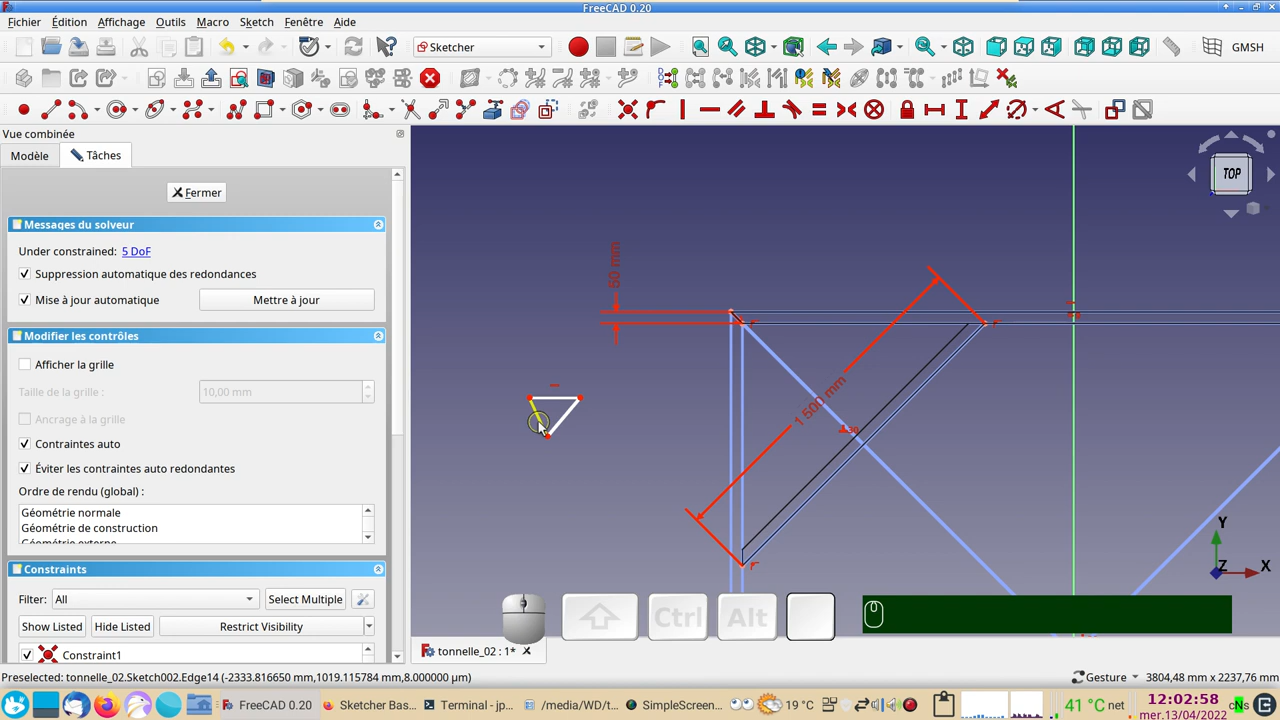 FreeCAD 0.20
Fichier Édition Affichage Outils Macro Sketch Fenêtre Aide
Sketcher
GMSH
Vue combinée
Modèle Tâches
Fermer
Messages du solveur
Under constrained: 5 DoF
Suppression automatique des redondances
Mise à jour automatique Mettre à jour
Modifier les contrôles
Afficher la grille
Taille de la grille : 10,00 mm
Ancrage à la grille
Contraintes auto
Éviter les contraintes auto redondantes
Ordre de rendu (global) :
Géométrie normale
Géométrie de construction
Géométrie externe
Constraints
Filter: All Select Multiple
Show Listed Hide Listed Restrict Visibility
Constraint1
TOP
60 mm
1 500 mm
Y
Z X
Ctrl Alt
tonnelle_02 : 1*
Preselected: tonnelle_02.Sketch002.Edge14 (-2333.816650 mm,1019.115784 mm,8.000000 µm) Gesture 3804,48 mm x 2237,76 mm
FreeCAD 0.20 Sketcher Bas... Terminal - jp... /media/WD/t... SimpleScreen... 19 °C 41 °C net 12:02:58
mer.13/04/2022